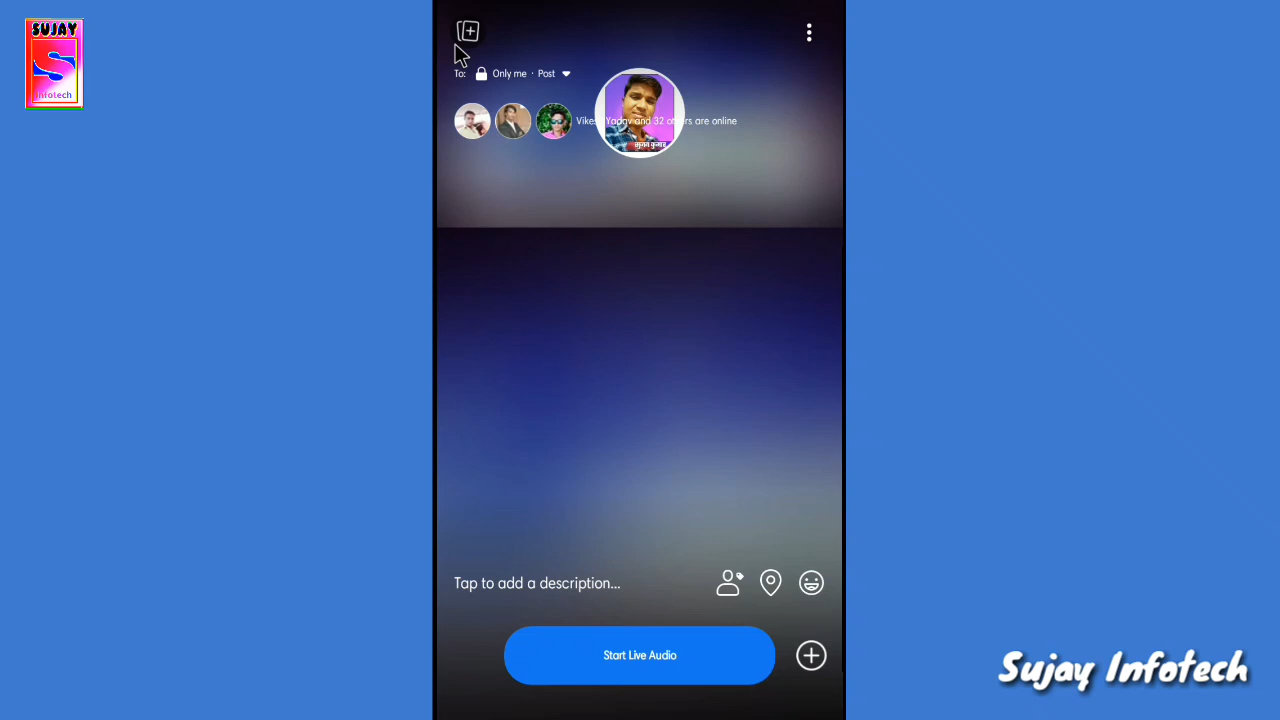 SUJAY
S
infotech
To: Only me · Post
Yadav and 32 others are online
सुजय कुमार
Tap to add a description...
Start Live Audio
Sujay Infotech